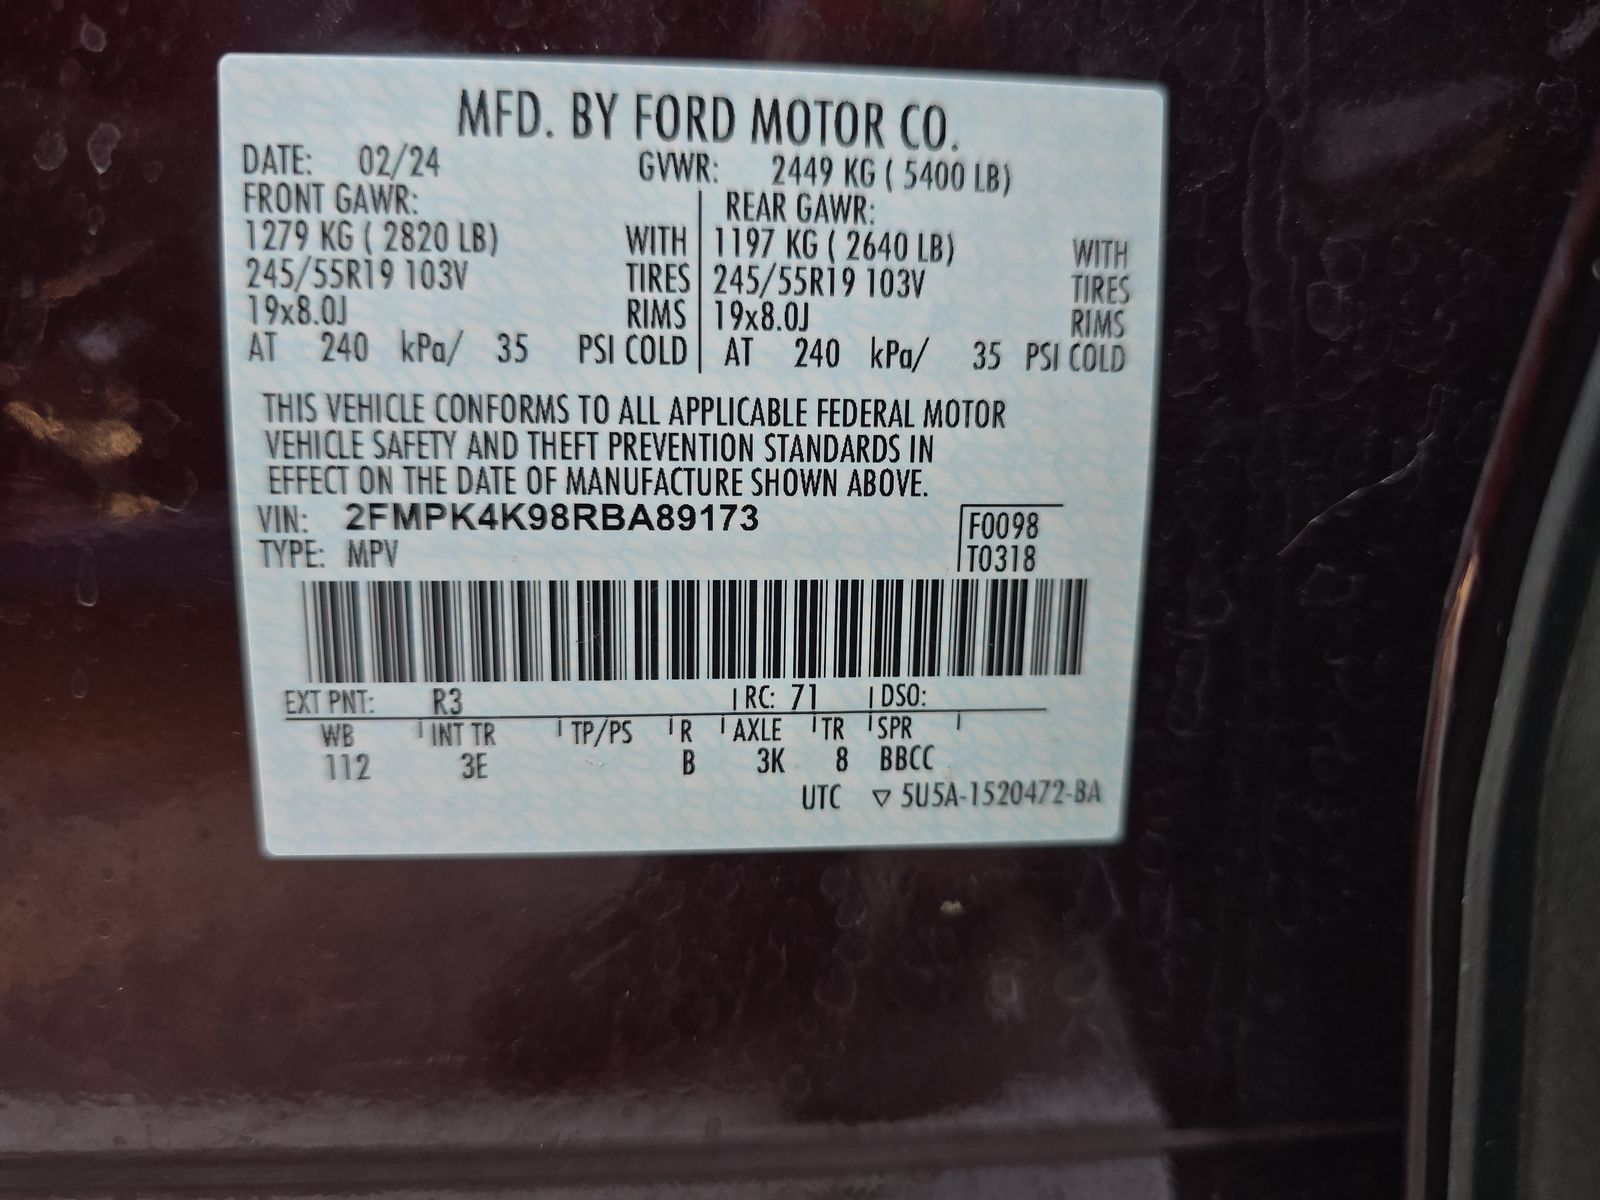 MFD. BY FORD MOTOR CO.
DATE: 02/24 GVWR: 2449 KG ( 5400 LB)
FRONT GAWR: REAR GAWR:
1279 KG ( 2820 LB) WITH 1197 KG ( 2640 LB) WITH
245/55R19 103V TIRES 245/55R19 103V TIRES
19x8.0J RIMS 19x8.0J RIMS
AT 240 kPa/ 35 PSI COLD AT 240 kPa/ 35 PSI COLD
THIS VEHICLE CONFORMS TO ALL APPLICABLE FEDERAL MOTOR
VEHICLE SAFETY AND THEFT PREVENTION STANDARDS IN
EFFECT ON THE DATE OF MANUFACTURE SHOWN ABOVE.
VIN: 2FMPK4K98RBA89173 F0098
TYPE: MPV T0318
EXT PNT: R3 RC: 71 DSO:
WB INT TR TP/PS R AXLE TR SPR
112 3E B 3K 8 BBCC
UTC ▽ 5U5A-1520472-BA